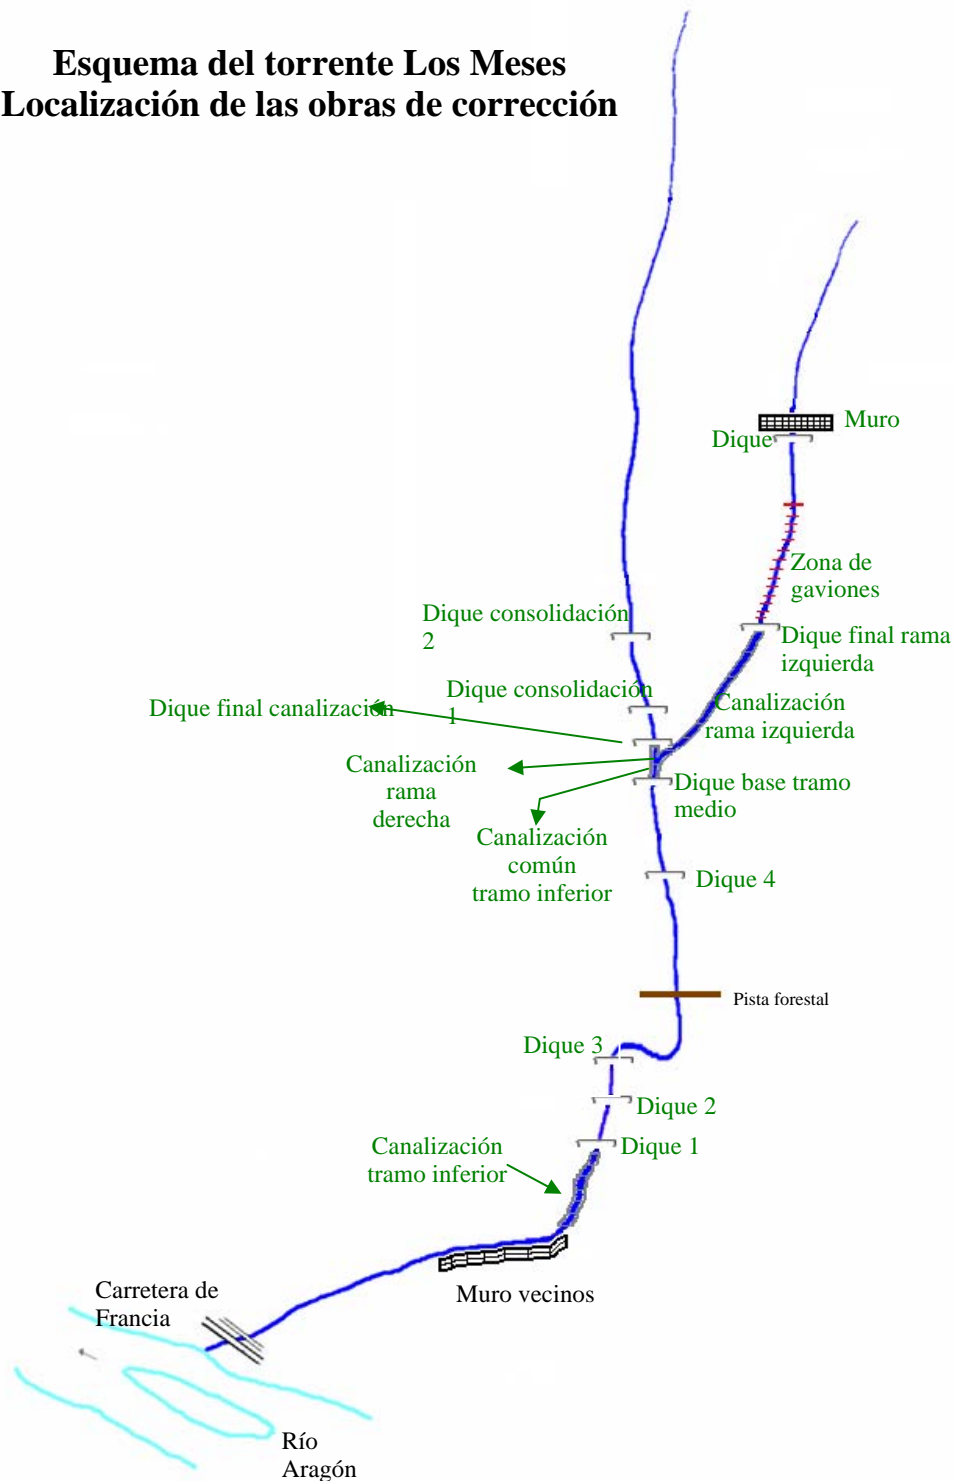 Esquema del torrente Los Meses
Localización de las obras de corrección
Muro
Dique
Zona de
gaviones
Dique consolidación
2
Dique final rama
izquierda
Dique consolidación
1
Canalización
rama izquierda
Dique final canalización
Canalización
rama
derecha
Dique base tramo
medio
Canalización
común
tramo inferior
Dique 4
Pista forestal
Dique 3
Dique 2
Dique 1
Canalización
tramo inferior
Muro vecinos
Carretera de
Francia
Río
Aragón